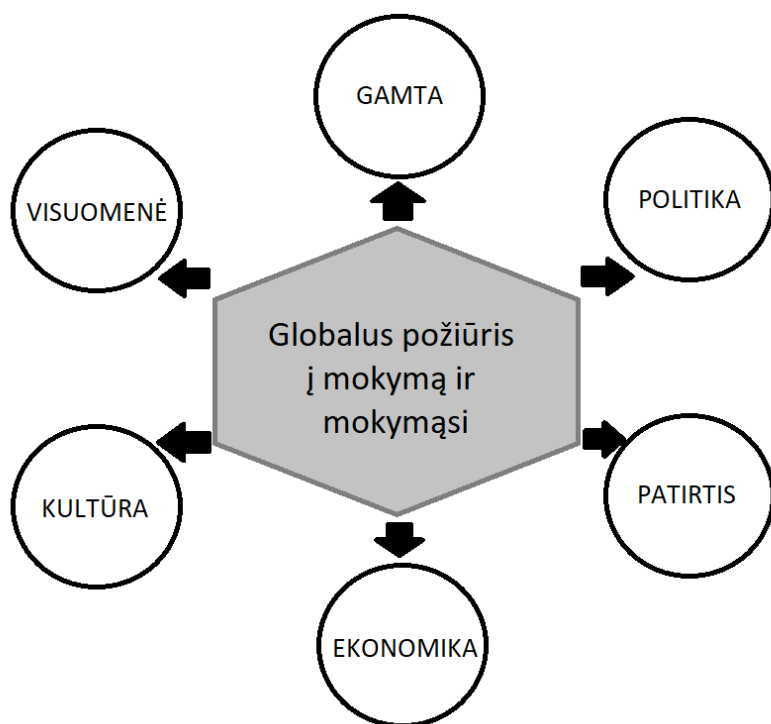 GAMTA
VISUOMENĖ
POLITIKA
Globalus požiūris
į mokymą ir
mokymąsi
KULTŪRA
PATIRTIS
EKONOMIKA